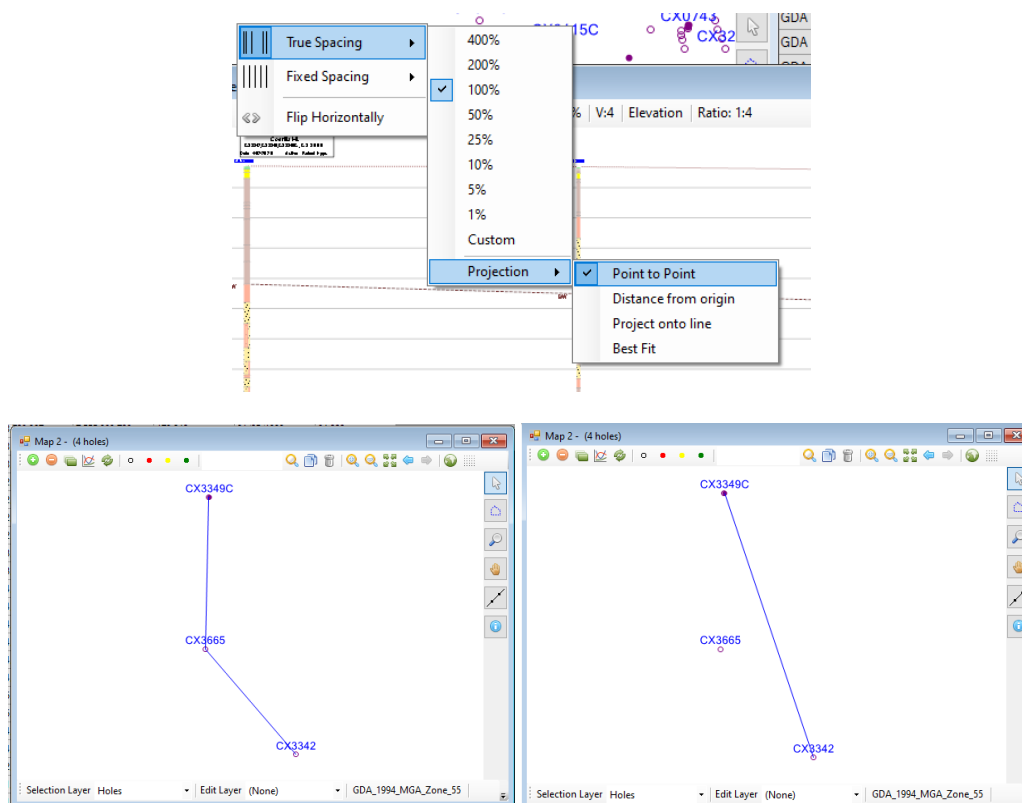 CX0743
GDA
15C
CX32
GDA
True Spacing
400%
200%
Fixed Spacing
100%
% V:4 Elevation Ratio: 1:4
Flip Horizontally
50%
25%
10%
5%
1%
Custom
Projection
Point to Point
Distance from origin
Project onto line
Best Fit
Map 2 - (4 holes)
CX3349C
CX3665
CX3342
Selection Layer Holes Edit Layer (None) GDA_1994_MGA_Zone_55
Map 2 - (4 holes)
CX3349C
CX3665
CX3342
Selection Layer Holes Edit Layer (None) GDA_1994_MGA_Zone_55